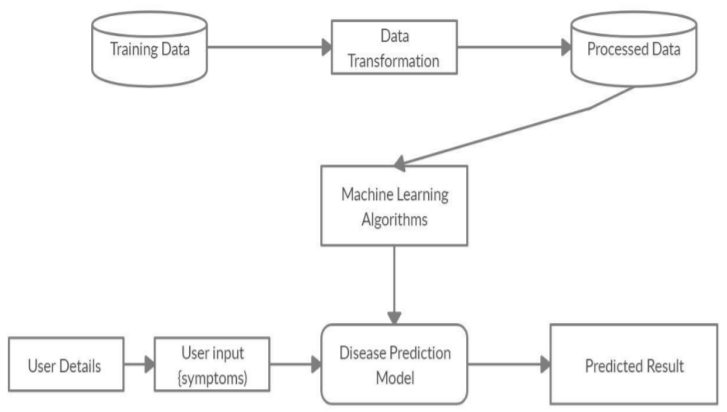 Training Data
Data
Transformation
Processed Data
Machine Learning
Algorithms
User Details
User input
{symptoms)
Disease Prediction
Model
Predicted Result